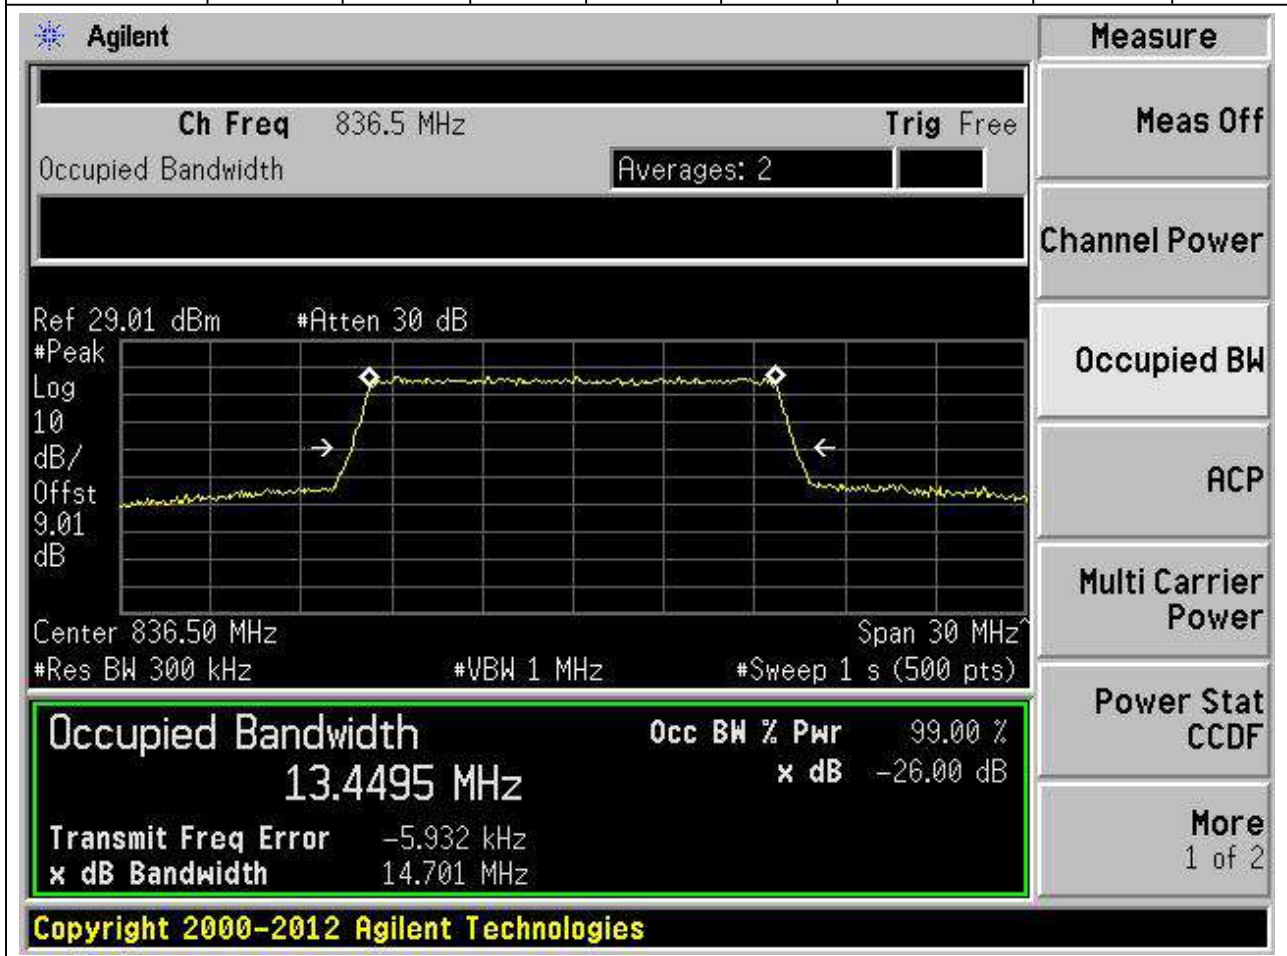 Agilent
Measure
Ch Freq 836.5 MHz Trig Free
Occupied Bandwidth Averages: 2
Ref 29.01 dBm #Atten 30 dB
#Peak
Log
10
dB/
Offst
9.01
dB
Center 836.50 MHz Span 30 MHz^
#Res BW 300 kHz #VBW 1 MHz #Sweep 1 s (500 pts)
Occupied Bandwidth
13.4495 MHz
Occ BW % Pwr 99.00 %
x dB -26.00 dB
Transmit Freq Error -5.932 kHz
x dB Bandwidth 14.701 MHz
Copyright 2000-2012 Agilent Technologies
Meas Off
Channel Power
Occupied BW
ACP
Multi Carrier
Power
Power Stat
CCDF
More
1 of 2